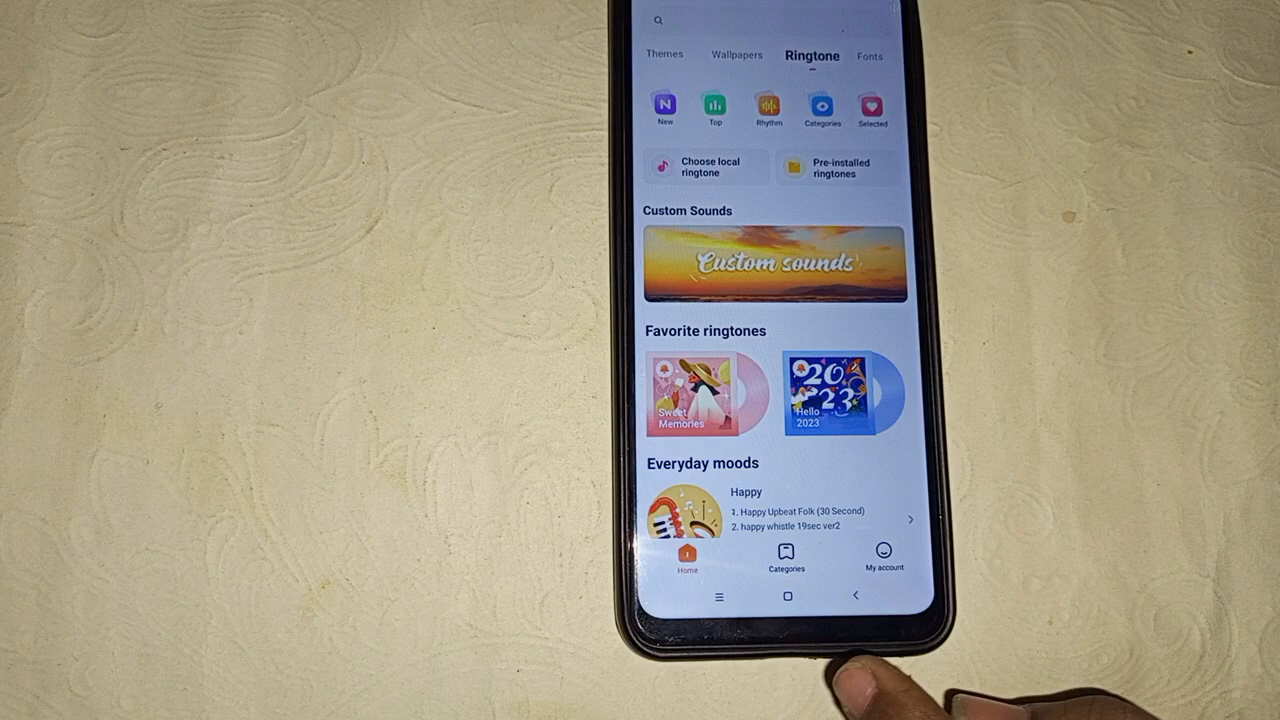 Themes Wallpapers Ringtone Fonts
N
New Top Rhythm Categories Selected
Choose local
ringtone
Pre-installed
ringtones
Custom Sounds
Custom sounds
Favorite ringtones
Sweet
Memories
2023
Hello
2023
Everyday moods
Happy
1. Happy Upbeat Folk (30 Second)
2. happy whistle 19sec ver2
Home Categories My account